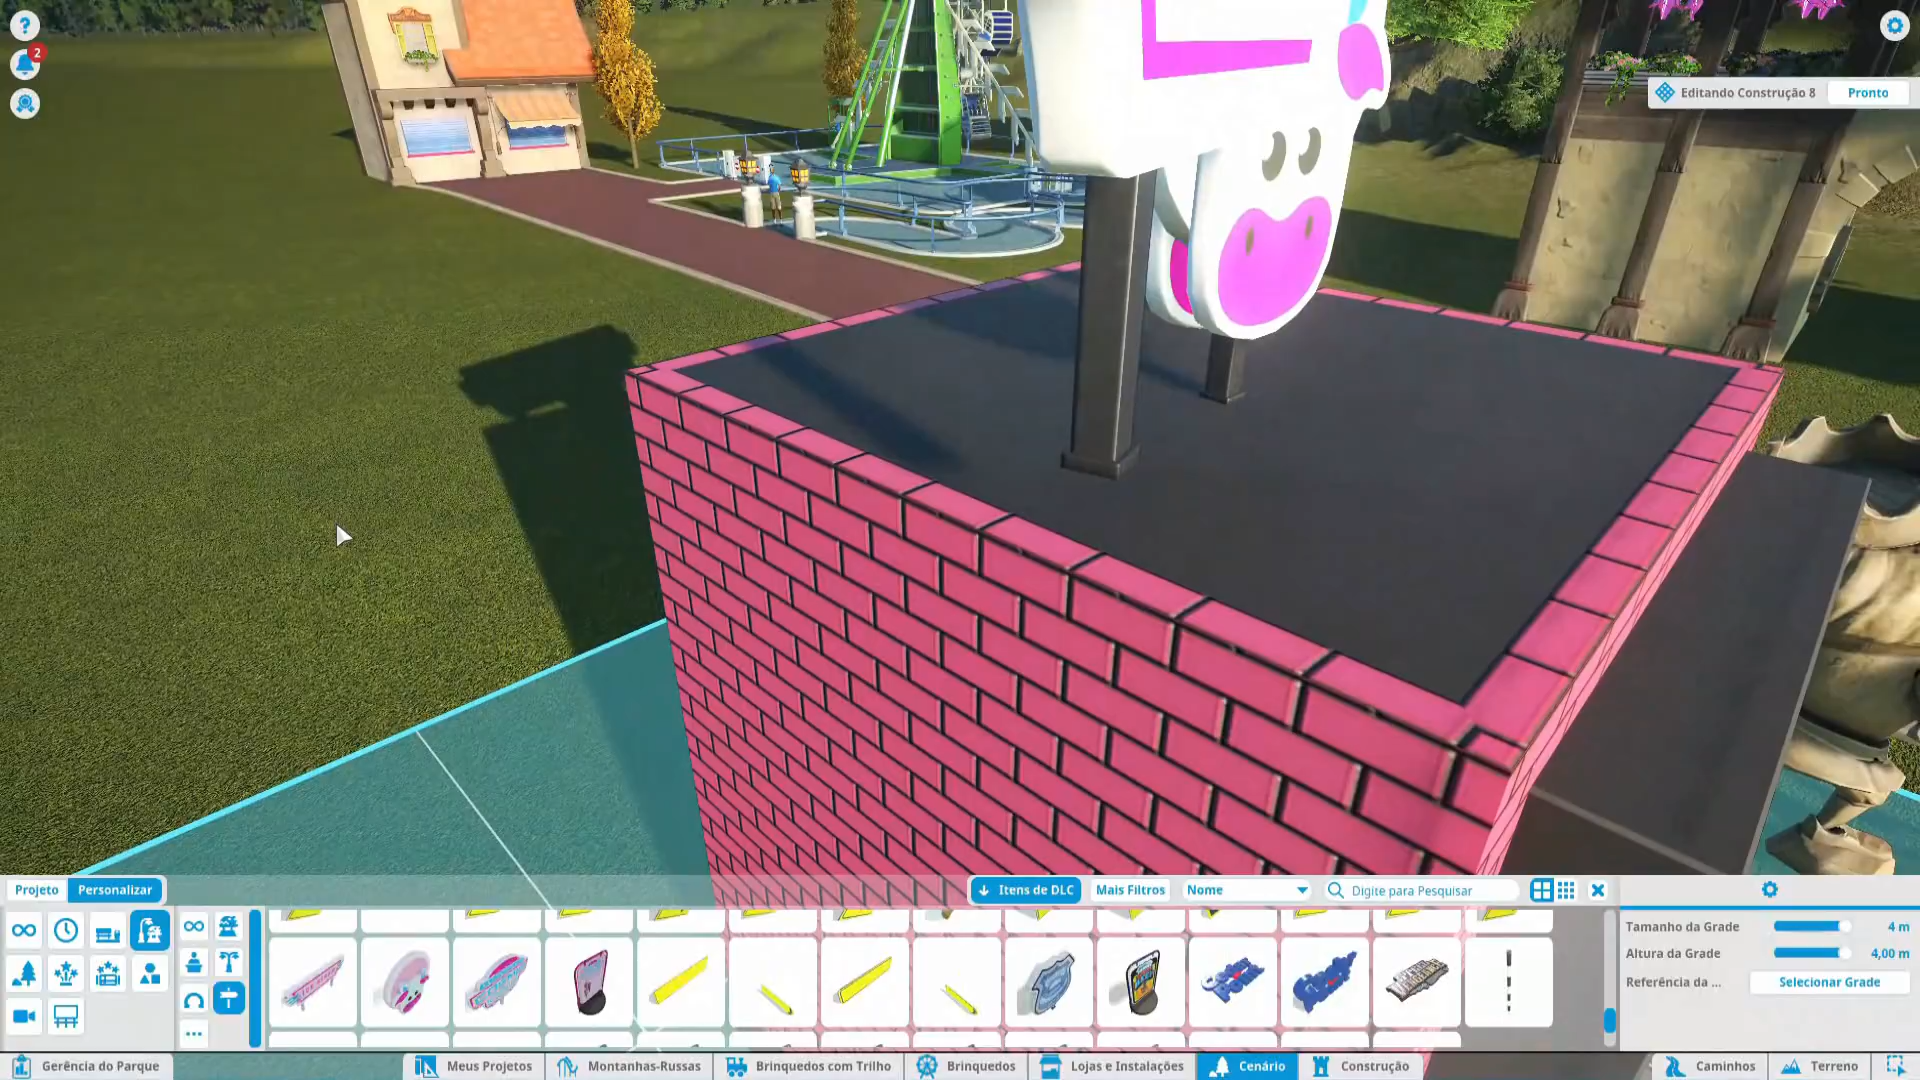 ?
2
Editando Construção 8 Pronto
Projeto Personalizar
Itens de DLC Mais Filtros Nome Digite para Pesquisar
Tamanho da Grade 4 m
Altura da Grade 4,00 m
Referência da ... Selecionar Grade
Gerência do Parque Meus Projetos Montanhas-Russas Brinquedos com Trilho Brinquedos Lojas e Instalações Cenário Construção Caminhos Terreno